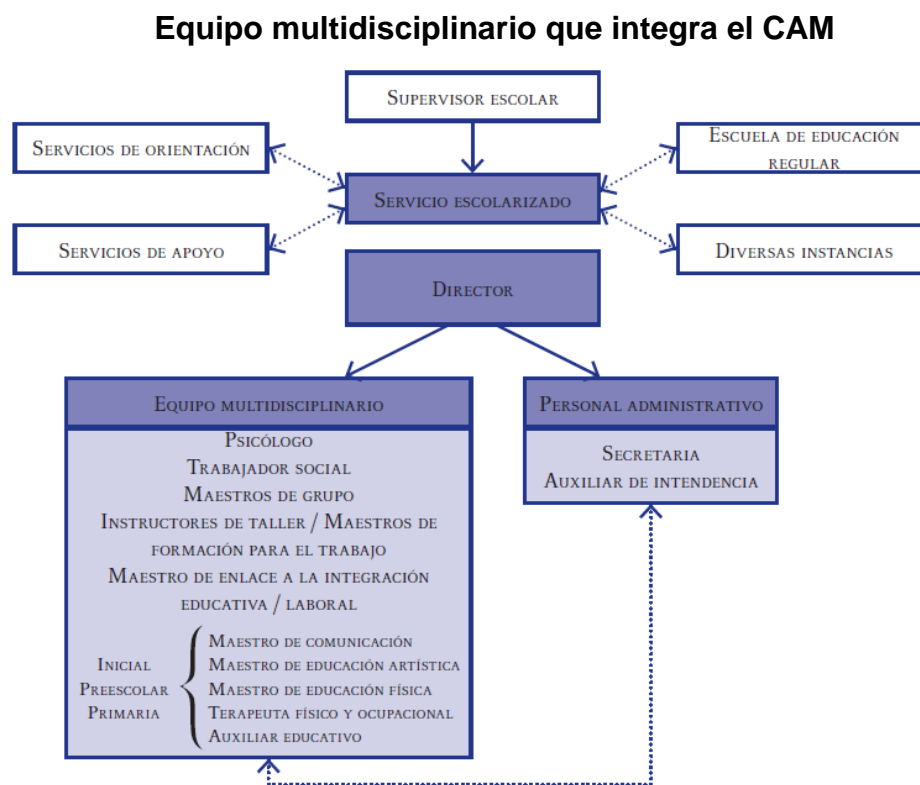 Equipo multidisciplinario que integra el CAM
Supervisor escolar
Servicios de orientación
Escuela de educación
regular
Servicio escolarizado
Servicios de apoyo
Diversas instancias
Director
Equipo multidisciplinario
Psicólogo
Trabajador social
Maestros de grupo
Instructores de taller / Maestros de
formación para el trabajo
Maestro de enlace a la integración
educativa / laboral
Inicial
Preescolar
Primaria
Maestro de comunicación
Maestro de educación artística
Maestro de educación física
Terapeuta físico y ocupacional
Auxiliar educativo
Personal administrativo
Secretaria
Auxiliar de intendencia